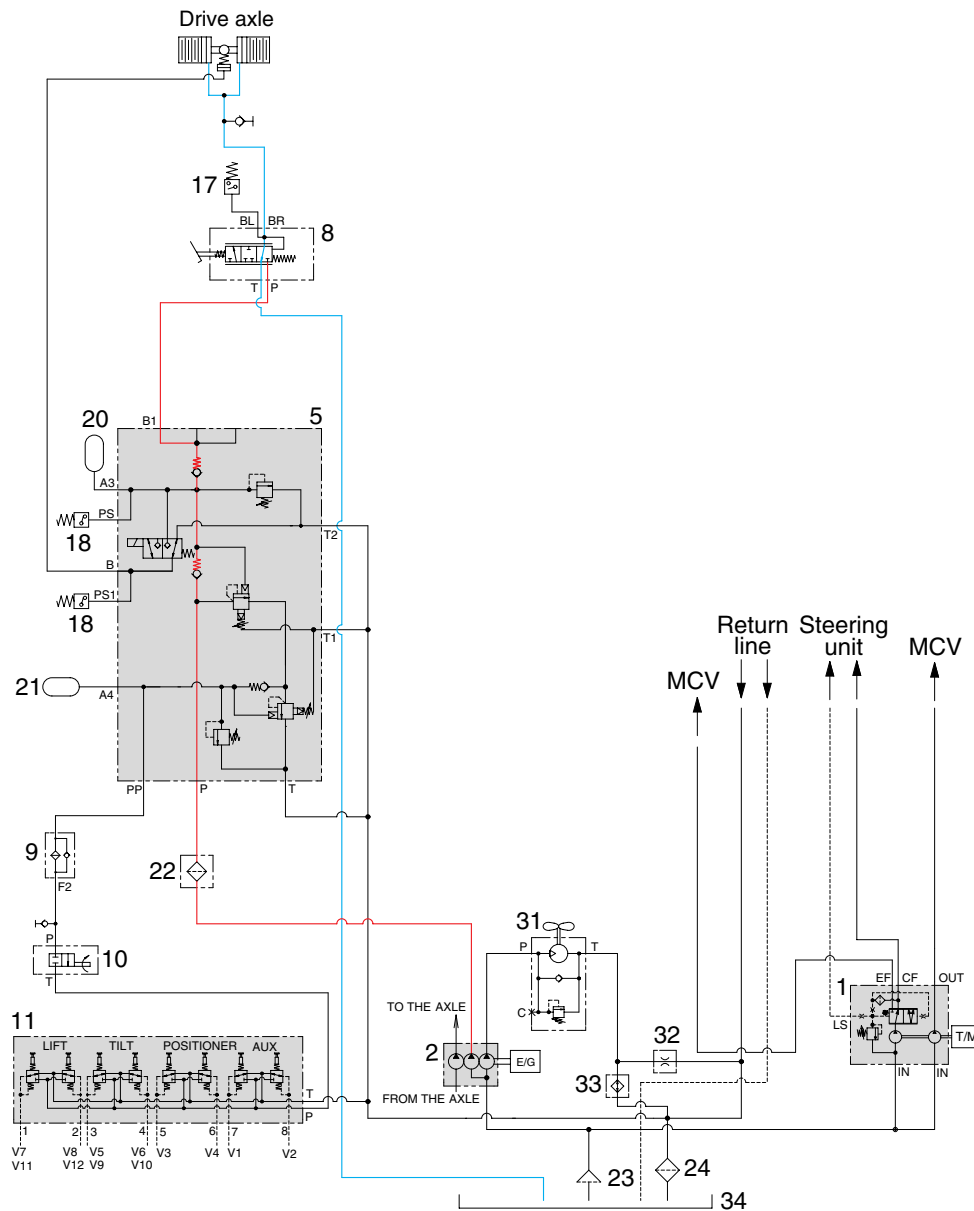 Drive axle
17
BL BR
8
T P
20
B1
5
A3
PS
18
T2
B
PS1
18
T1
21
A4
PP
P
T
Return line
Steering unit
MCV
MCV
9
F2
22
P
10
T
31
P
T
C
1
EF CF OUT
LS
T/M
IN
IN
TO THE AXLE
2
E/G
FROM THE AXLE
32
33
11
LIFT TILT POSITIONER AUX
T
P
1 2 3 4 5 6 7 8
V7 V8 V5 V6 V3 V4 V1 V2
V11 V12 V9 V10
23
24
34